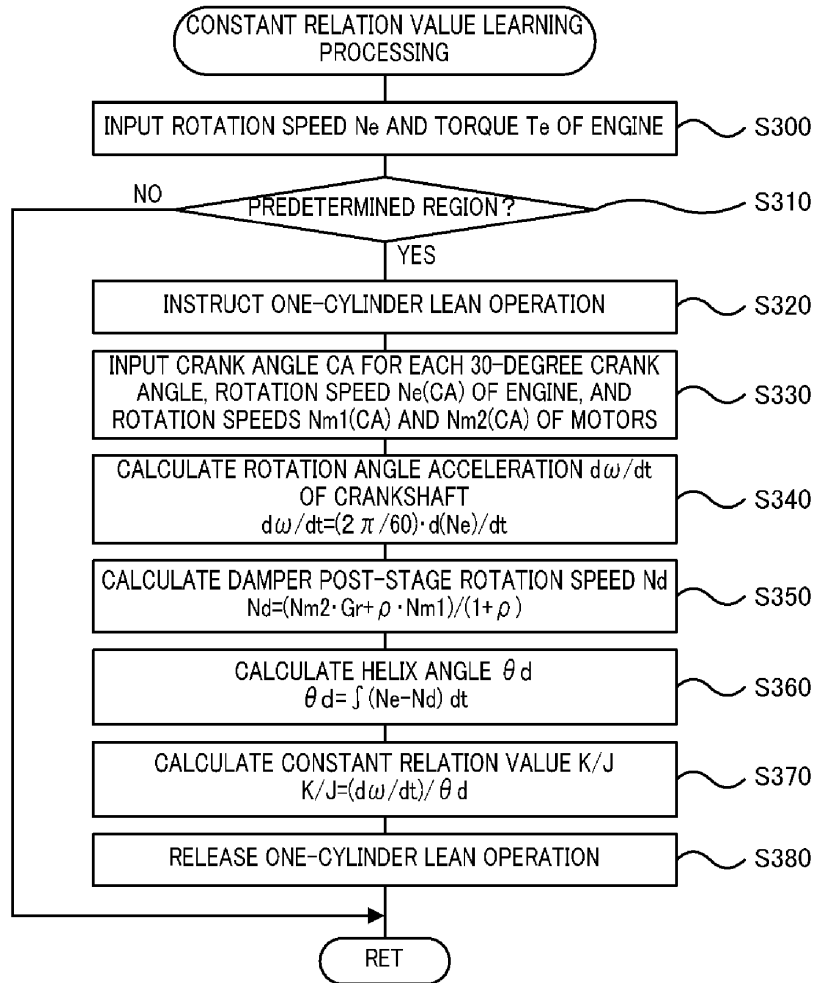 CONSTANT RELATION VALUE LEARNING
PROCESSING
INPUT ROTATION SPEED Ne AND TORQUE Te OF ENGINE
S300
NO
PREDETERMINED REGION?
S310
YES
INSTRUCT ONE-CYLINDER LEAN OPERATION
S320
INPUT CRANK ANGLE CA FOR EACH 30-DEGREE CRANK
ANGLE, ROTATION SPEED Ne(CA) OF ENGINE, AND
ROTATION SPEEDS Nm1(CA) AND Nm2(CA) OF MOTORS
S330
CALCULATE ROTATION ANGLE ACCELERATION dω/dt
OF CRANKSHAFT
dω/dt=(2π/60)·d(Ne)/dt
S340
CALCULATE DAMPER POST-STAGE ROTATION SPEED Nd
Nd=(Nm2·Gr+ρ·Nm1)/(1+ρ)
S350
CALCULATE HELIX ANGLE θd
θd=∫(Ne-Nd) dt
S360
CALCULATE CONSTANT RELATION VALUE K/J
K/J=(dω/dt)/θd
S370
RELEASE ONE-CYLINDER LEAN OPERATION
S380
RET